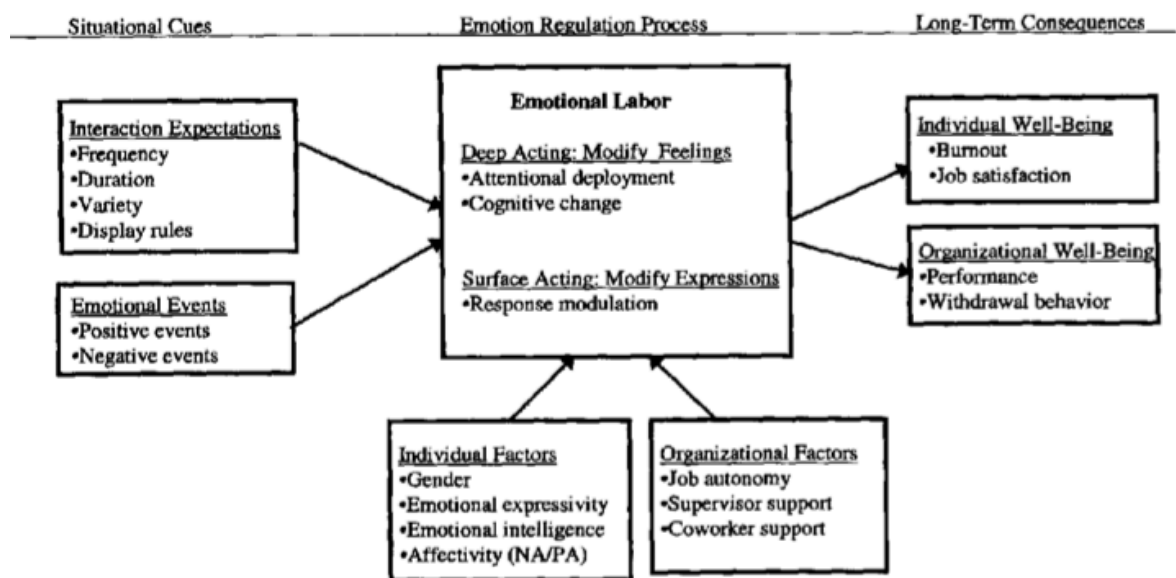 Situational Cues
Emotion Regulation Process
Long-Term Consequences
Interaction Expectations
•Frequency
•Duration
•Variety
•Display rules
Emotional Events
•Positive events
•Negative events
Emotional Labor
Deep Acting: Modify Feelings
•Attentional deployment
•Cognitive change
Surface Acting: Modify Expressions
•Response modulation
Individual Factors
•Gender
•Emotional expressivity
•Emotional intelligence
•Affectivity (NA/PA)
Organizational Factors
•Job autonomy
•Supervisor support
•Coworker support
Individual Well-Being
•Burnout
•Job satisfaction
Organizational Well-Being
•Performance
•Withdrawal behavior